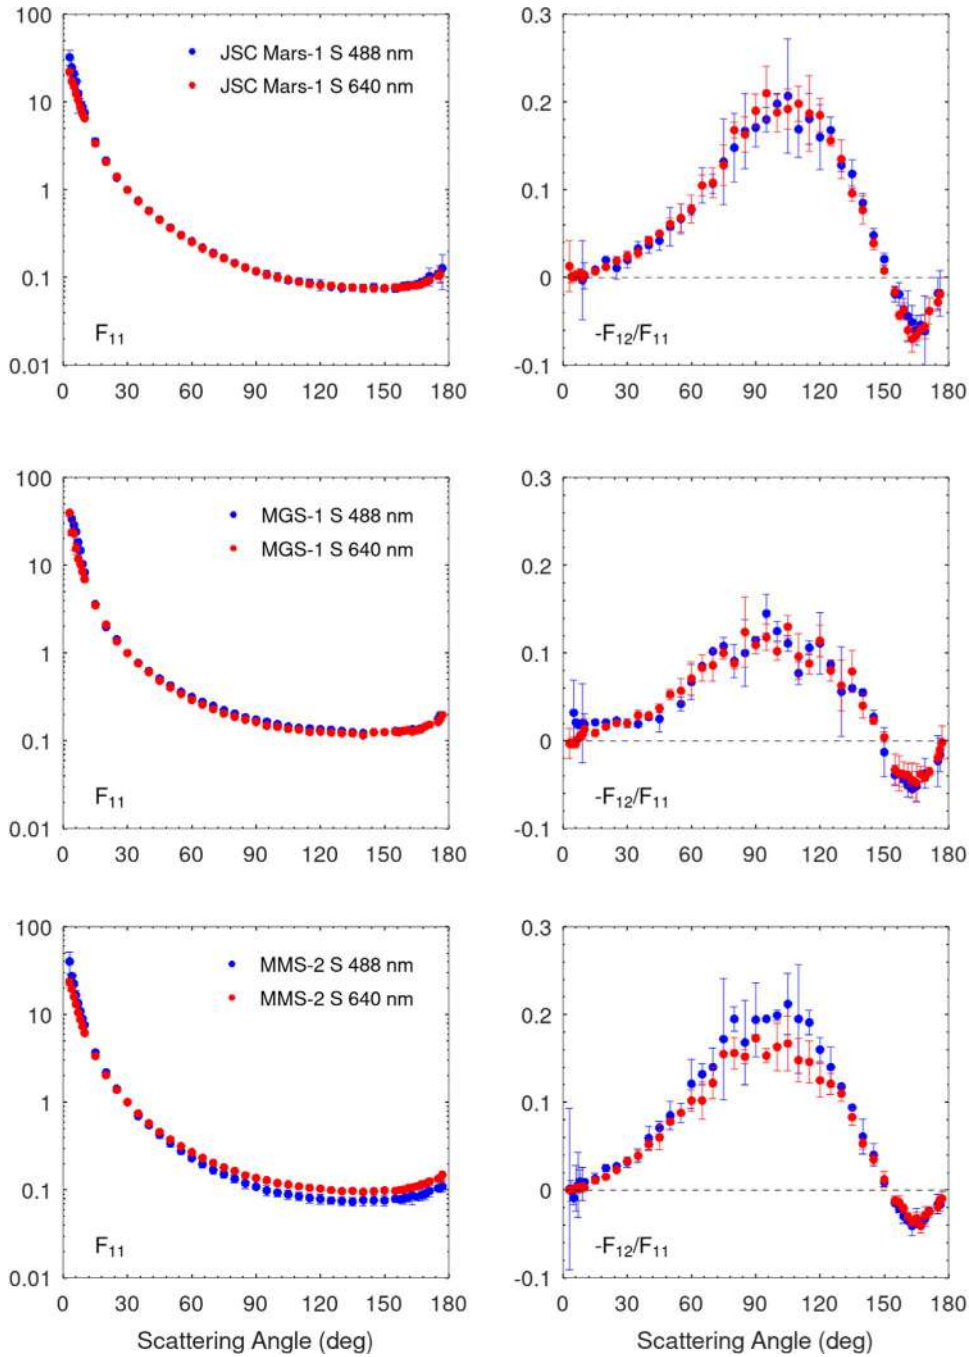 100
10
1
0.1
0.01
JSC Mars-1 S 488 nm
JSC Mars-1 S 640 nm
F11
0 30 60 90 120 150 180
0.3
0.2
0.1
0
-0.1
-F12/F11
0 30 60 90 120 150 180
100
10
1
0.1
0.01
MGS-1 S 488 nm
MGS-1 S 640 nm
F11
0 30 60 90 120 150 180
0.3
0.2
0.1
0
-0.1
-F12/F11
0 30 60 90 120 150 180
100
10
1
0.1
0.01
MMS-2 S 488 nm
MMS-2 S 640 nm
F11
0 30 60 90 120 150 180
Scattering Angle (deg)
0.3
0.2
0.1
0
-0.1
-F12/F11
0 30 60 90 120 150 180
Scattering Angle (deg)